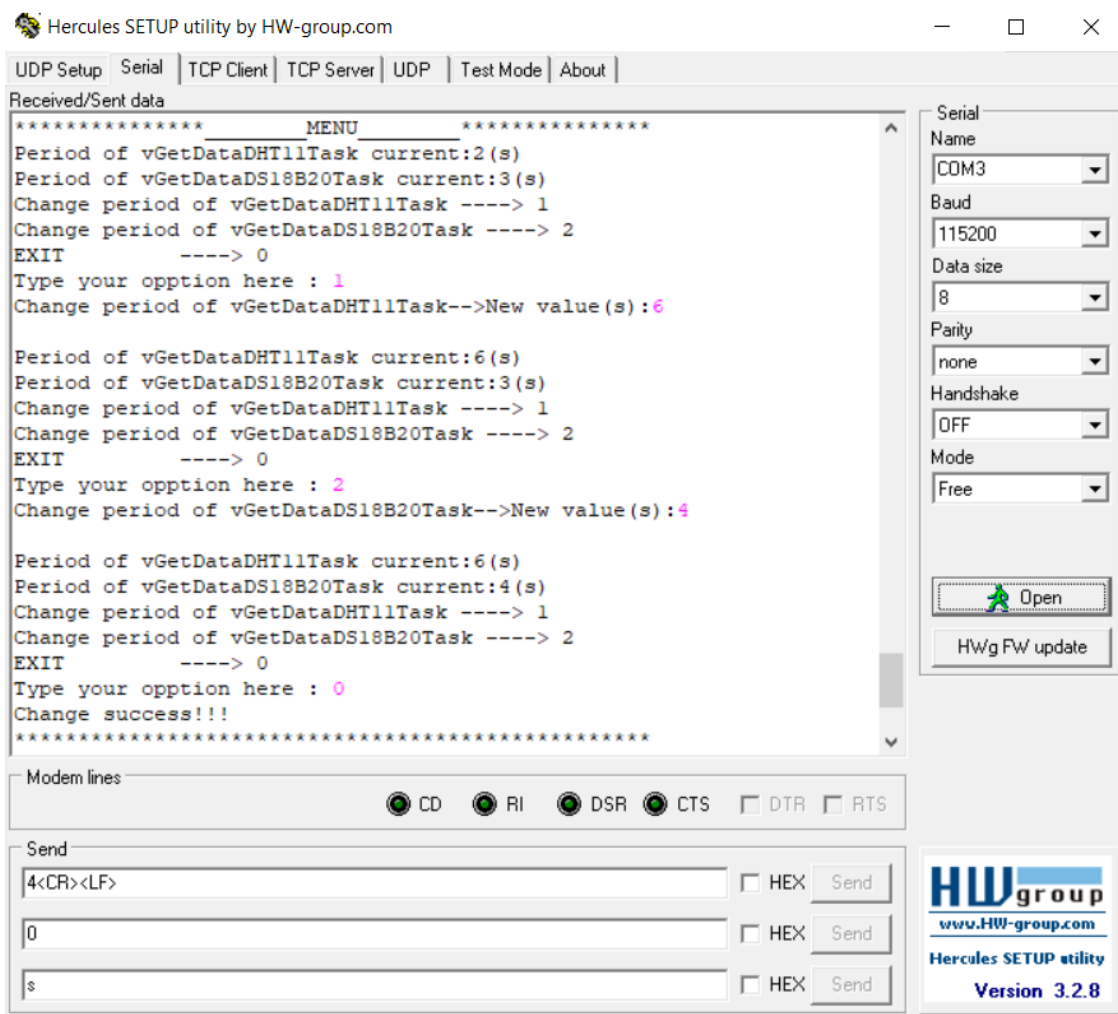 Hercules SETUP utility by HW-group.com
UDP Setup Serial TCP Client TCP Server UDP Test Mode About
Received/Sent data
***************________MENU________***************
Period of vGetDataDHT11Task current:2(s)
Period of vGetDataDS18B20Task current:3(s)
Change period of vGetDataDHT11Task ----> 1
Change period of vGetDataDS18B20Task ----> 2
EXIT         ----> 0
Type your opption here : 1
Change period of vGetDataDHT11Task-->New value(s):6
Period of vGetDataDHT11Task current:6(s)
Period of vGetDataDS18B20Task current:3(s)
Change period of vGetDataDHT11Task ----> 1
Change period of vGetDataDS18B20Task ----> 2
EXIT         ----> 0
Type your opption here : 2
Change period of vGetDataDS18B20Task-->New value(s):4
Period of vGetDataDHT11Task current:6(s)
Period of vGetDataDS18B20Task current:4(s)
Change period of vGetDataDHT11Task ----> 1
Change period of vGetDataDS18B20Task ----> 2
EXIT         ----> 0
Type your opption here : 0
Change success!!!
**************************************************
Serial
Name
COM3
Baud
115200
Data size
8
Parity
none
Handshake
OFF
Mode
Free
Open
HWg FW update
Modem lines
CD RI DSR CTS DTR RTS
Send
4<CR><LF> HEX Send
0 HEX Send
s HEX Send
HWgroup
www.HW-group.com
Hercules SETUP utility
Version 3.2.8